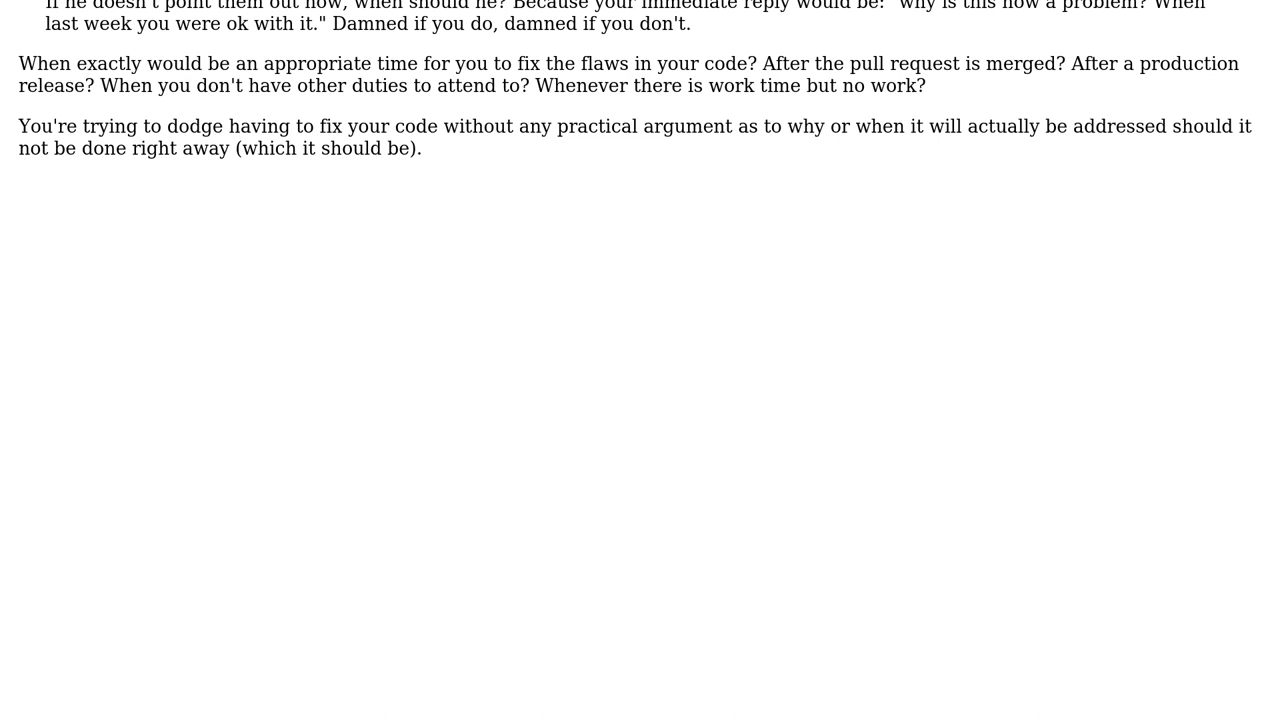 If he doesn't point them out now, when should he? Because your immediate reply would be: "why is this now a problem? When
last week you were ok with it." Damned if you do, damned if you don't.
When exactly would be an appropriate time for you to fix the flaws in your code? After the pull request is merged? After a production
release? When you don't have other duties to attend to? Whenever there is work time but no work?
You're trying to dodge having to fix your code without any practical argument as to why or when it will actually be addressed should it
not be done right away (which it should be).